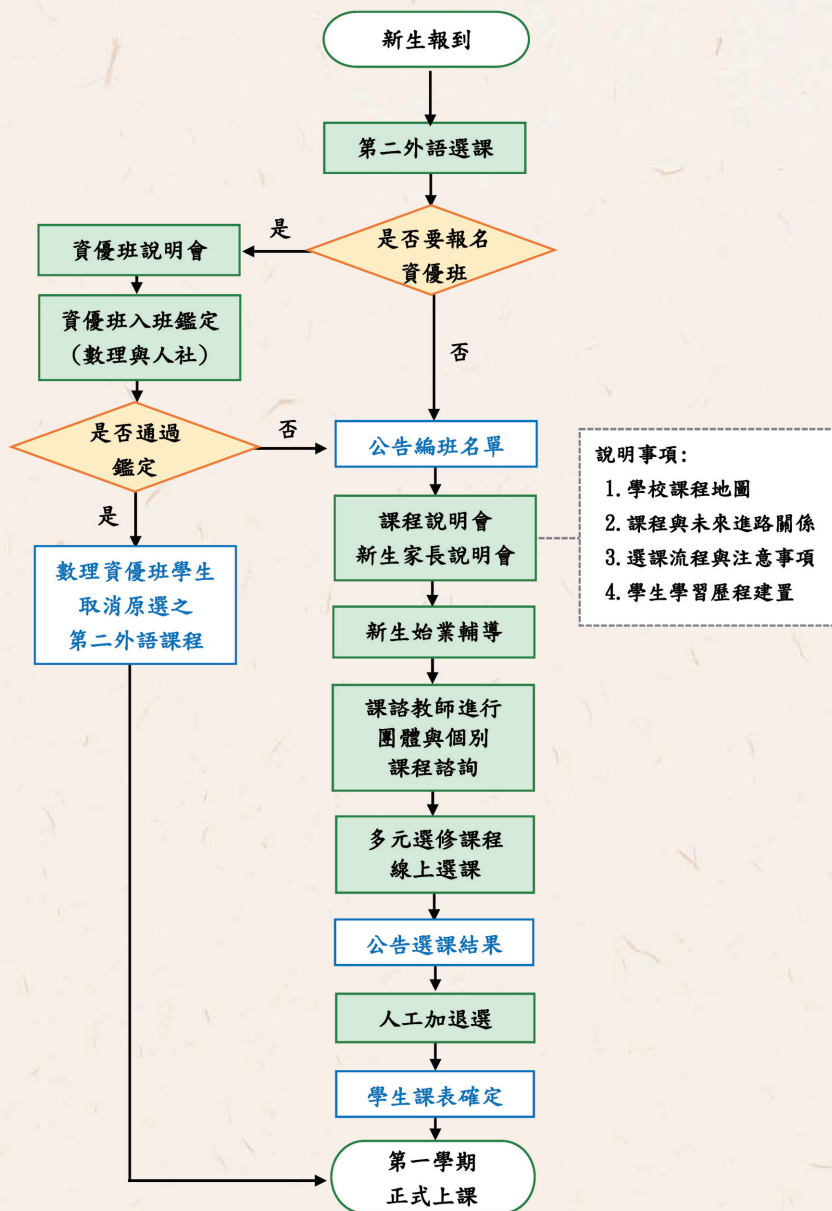 新生報到
第二外語選課
是否要報名
資優班
是
資優班說明會
資優班入班鑑定
（數理與人社）
否
是否通過
鑑定
否
公告編班名單
說明事項:
1.學校課程地圖
2.課程與未來進路關係
3.選課流程與注意事項
4.學生學習歷程建置
課程說明會
新生家長說明會
是
數理資優班學生
取消原選之
第二外語課程
新生始業輔導
課諮教師進行
團體與個別
課程諮詢
多元選修課程
線上選課
公告選課結果
人工加退選
學生課表確定
第一學期
正式上課